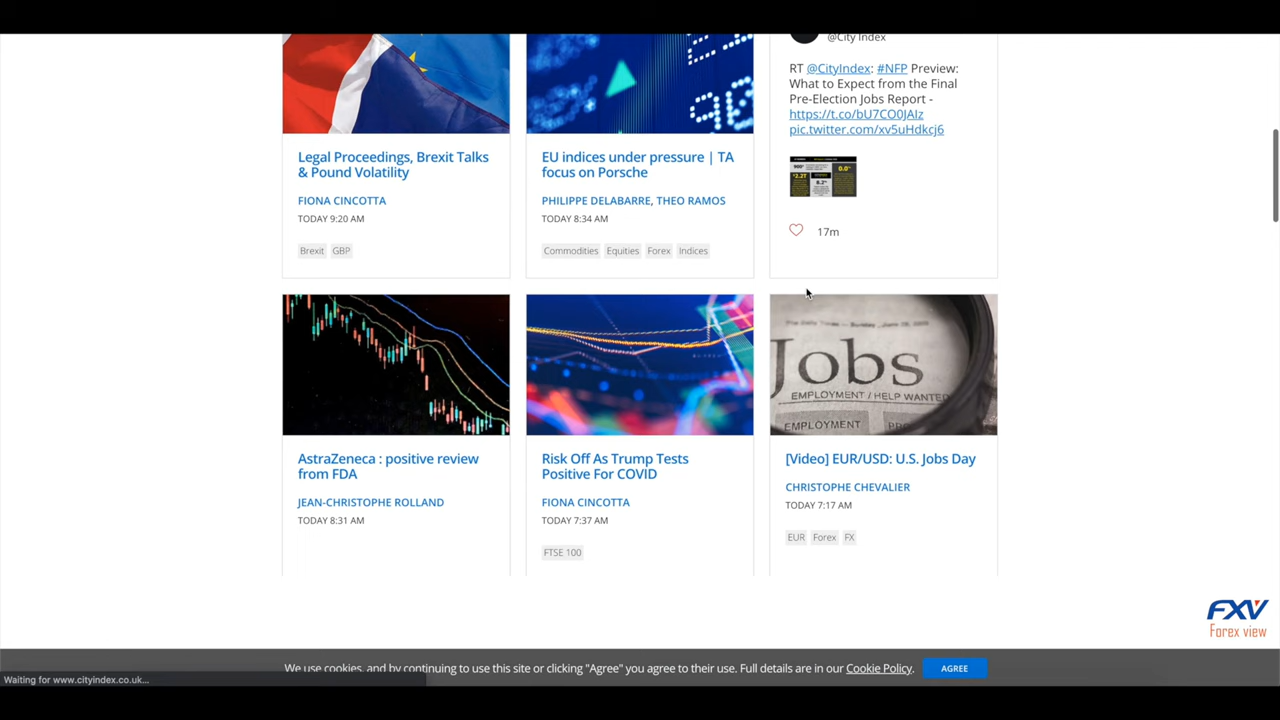 @City Index
RT @CityIndex: #NFP Preview:
What to Expect from the Final
Pre-Election Jobs Report -
https://t.co/bU7CO0JAIz
pic.twitter.com/xv5uHdkcj6
17m
Legal Proceedings, Brexit Talks
& Pound Volatility
FIONA CINCOTTA
TODAY 9:20 AM
Brexit GBP
EU indices under pressure | TA
focus on Porsche
PHILIPPE DELABARRE, THEO RAMOS
TODAY 8:34 AM
Commodities Equities Forex Indices
Jobs
EMPLOYMENT / HELP WANTED
EMPLOYMENT
AstraZeneca : positive review
from FDA
JEAN-CHRISTOPHE ROLLAND
TODAY 8:31 AM
Risk Off As Trump Tests
Positive For COVID
FIONA CINCOTTA
TODAY 7:37 AM
FTSE 100
[Video] EUR/USD: U.S. Jobs Day
CHRISTOPHE CHEVALIER
TODAY 7:17 AM
EUR Forex FX
FXV
Forex view
We use cookies, and by continuing to use this site or clicking "Agree" you agree to their use. Full details are in our Cookie Policy.
AGREE
Waiting for www.cityindex.co.uk...